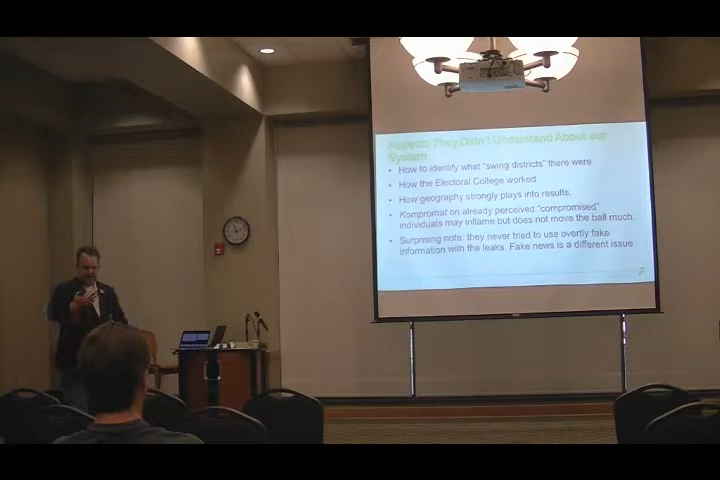 Aspects They Didn't Understand About our
System
• How to identify what "swing districts" there were
• How the Electoral College worked
• How geography strongly plays into results.
• Kompromat on already perceived "compromised"
individuals may inflame but does not move the ball much.
• Surprising note: they never tried to use overtly fake
information with the leaks. Fake news is a different issue